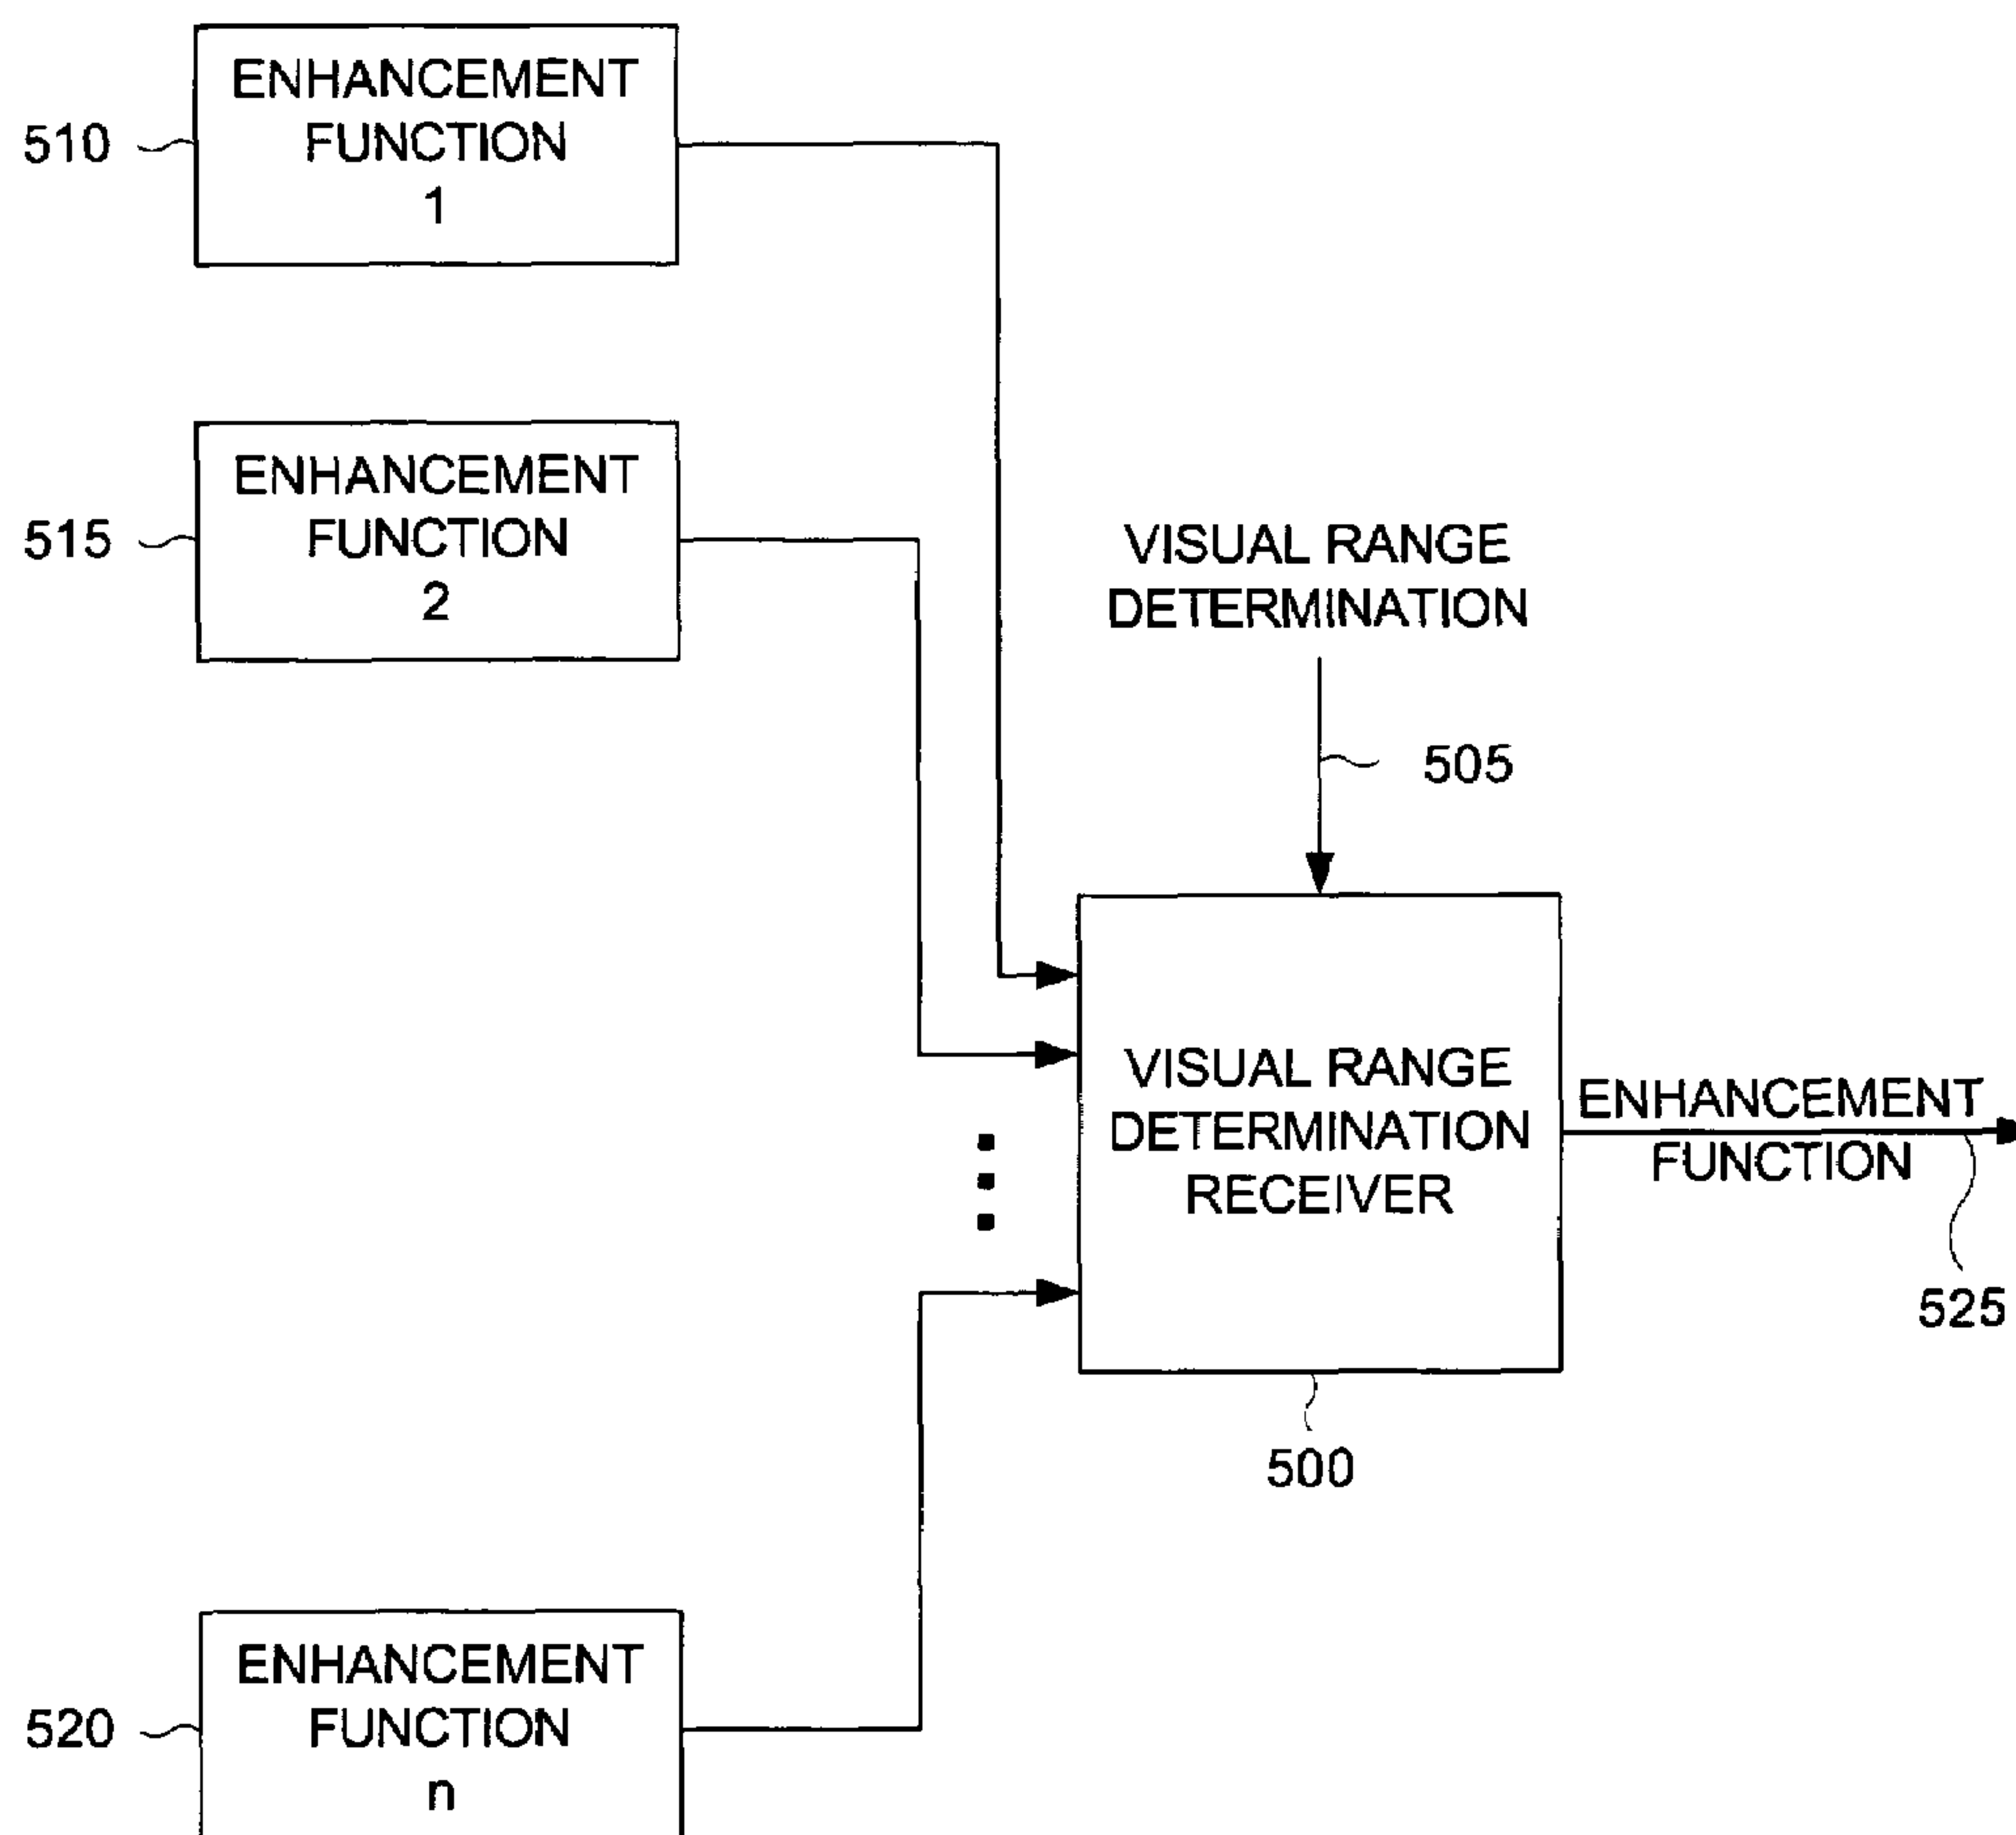 ENHANCEMENT
FUNCTION
1
510
ENHANCEMENT
FUNCTION
2
515
VISUAL RANGE
DETERMINATION
505
VISUAL RANGE
DETERMINATION
RECEIVER
500
ENHANCEMENT
FUNCTION
525
ENHANCEMENT
FUNCTION
n
520